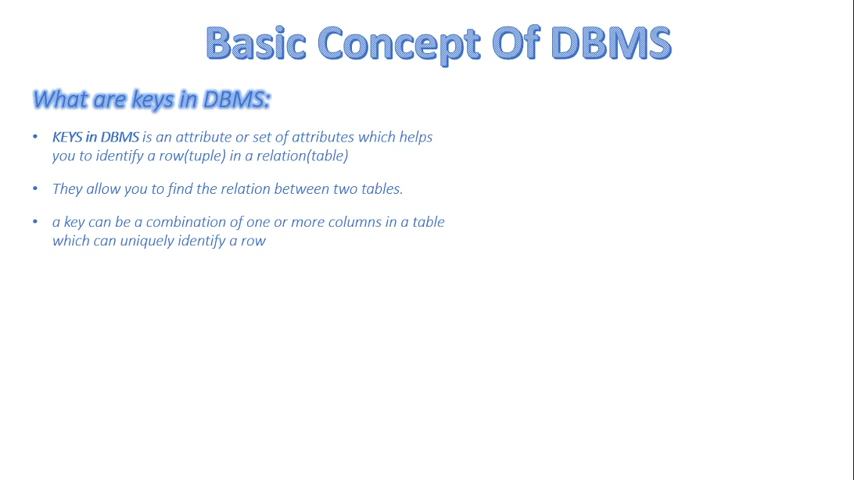 Basic Concept Of DBMS
What are keys in DBMS:
• KEYS in DBMS is an attribute or set of attributes which helps
you to identify a row(tuple) in a relation(table)
• They allow you to find the relation between two tables.
• a key can be a combination of one or more columns in a table
which can uniquely identify a row